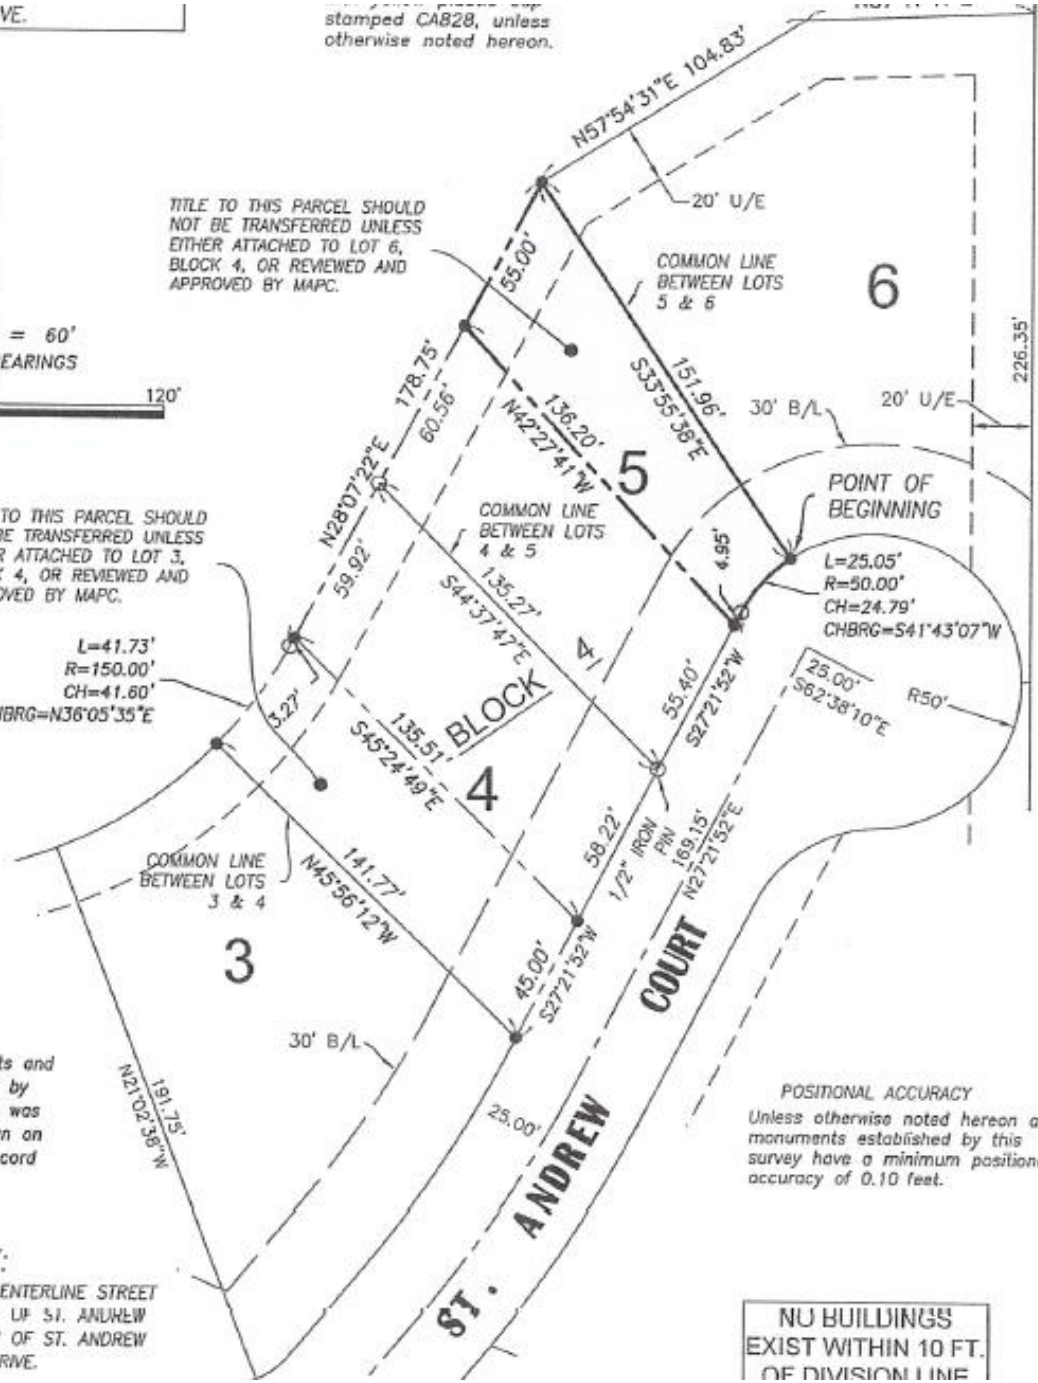 VE.
stamped CA828, unless
otherwise noted hereon.
N57°54'31"E 104.83'
20' U/E
TITLE TO THIS PARCEL SHOULD
NOT BE TRANSFERRED UNLESS
EITHER ATTACHED TO LOT 6,
BLOCK 4, OR REVIEWED AND
APPROVED BY MAPC.
55.00'
COMMON LINE
BETWEEN LOTS
5 & 6
6
= 60'
EARINGS
120'
178.75'
60.56'
N28°07'22"E
59.92'
136.20'
N42°27'41"W
151.96'
S33°55'38"E
226.35'
30' B/L
20' U/E
5
POINT OF
BEGINNING
COMMON LINE
BETWEEN LOTS
4 & 5
TO THIS PARCEL SHOULD
BE TRANSFERRED UNLESS
R ATTACHED TO LOT 3,
K 4, OR REVIEWED AND
OVED BY MAPC.
4.95'
L=25.05'
R=50.00'
CH=24.79'
CHBRG=S41°43'07"W
135.27'
S44°37'47"E
L=41.73'
R=150.00'
CH=41.60'
HBRG=N36°05'35"E
4
BLOCK
55.40'
S27°21'52"W
25.00'
S62°38'10"E
R50'
3.27'
135.51'
S45°24'49"E
4
58.22'
1/2" IRON
PIN
169.15'
N27°21'52"E
COMMON LINE
BETWEEN LOTS
3 & 4
141.77'
N45°56'12"W
3
45.00'
S27°21'52"W
COURT
30' B/L
191.75'
N21°02'38"W
25.00'
ANDREW
ST.
ts and
by
was
n on
cord
POSITIONAL ACCURACY
Unless otherwise noted hereon a
monuments established by this
survey have a minimum position
accuracy of 0.10 feet.
ENTERLINE STREET
OF ST. ANDREW
OF ST. ANDREW
RIVE.
NO BUILDINGS
EXIST WITHIN 10 FT.
OF DIVISION LINE